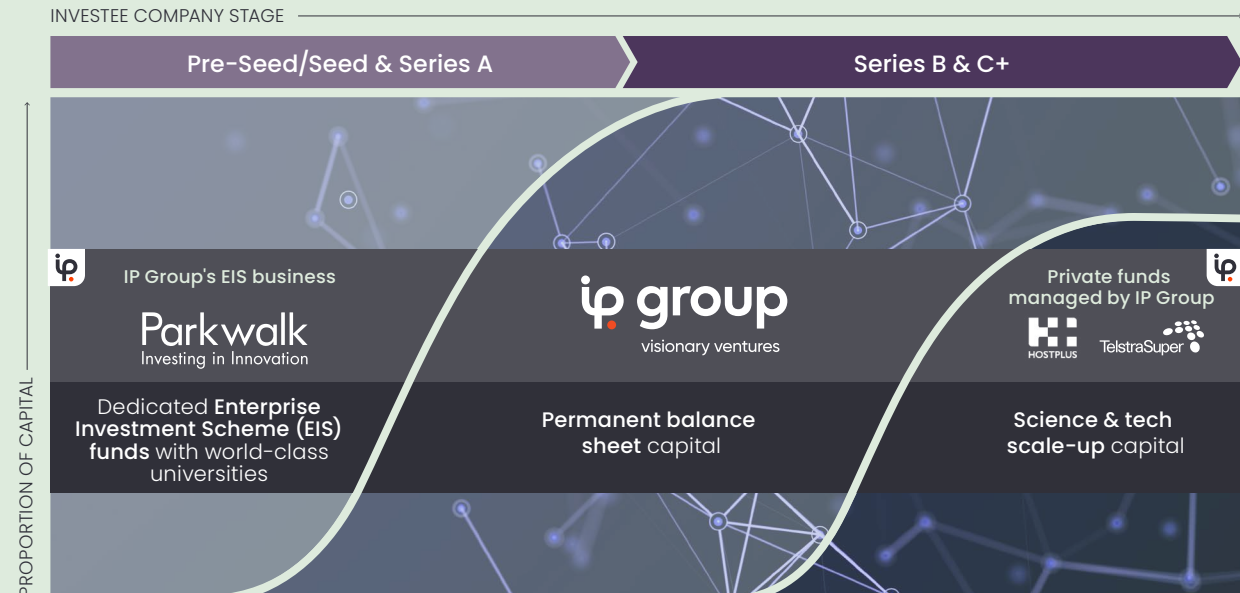 INVESTEE COMPANY STAGE
Pre-Seed/Seed & Series A
Series B & C+
PROPORTION OF CAPITAL
ip
IP Group's EIS business
Parkwalk
Investing in Innovation
Dedicated Enterprise
Investment Scheme (EIS)
funds with world-class
universities
ip group
visionary ventures
Permanent balance
sheet capital
ip
Private funds
managed by IP Group
HOSTPLUS
TelstraSuper
Science & tech
scale-up capital